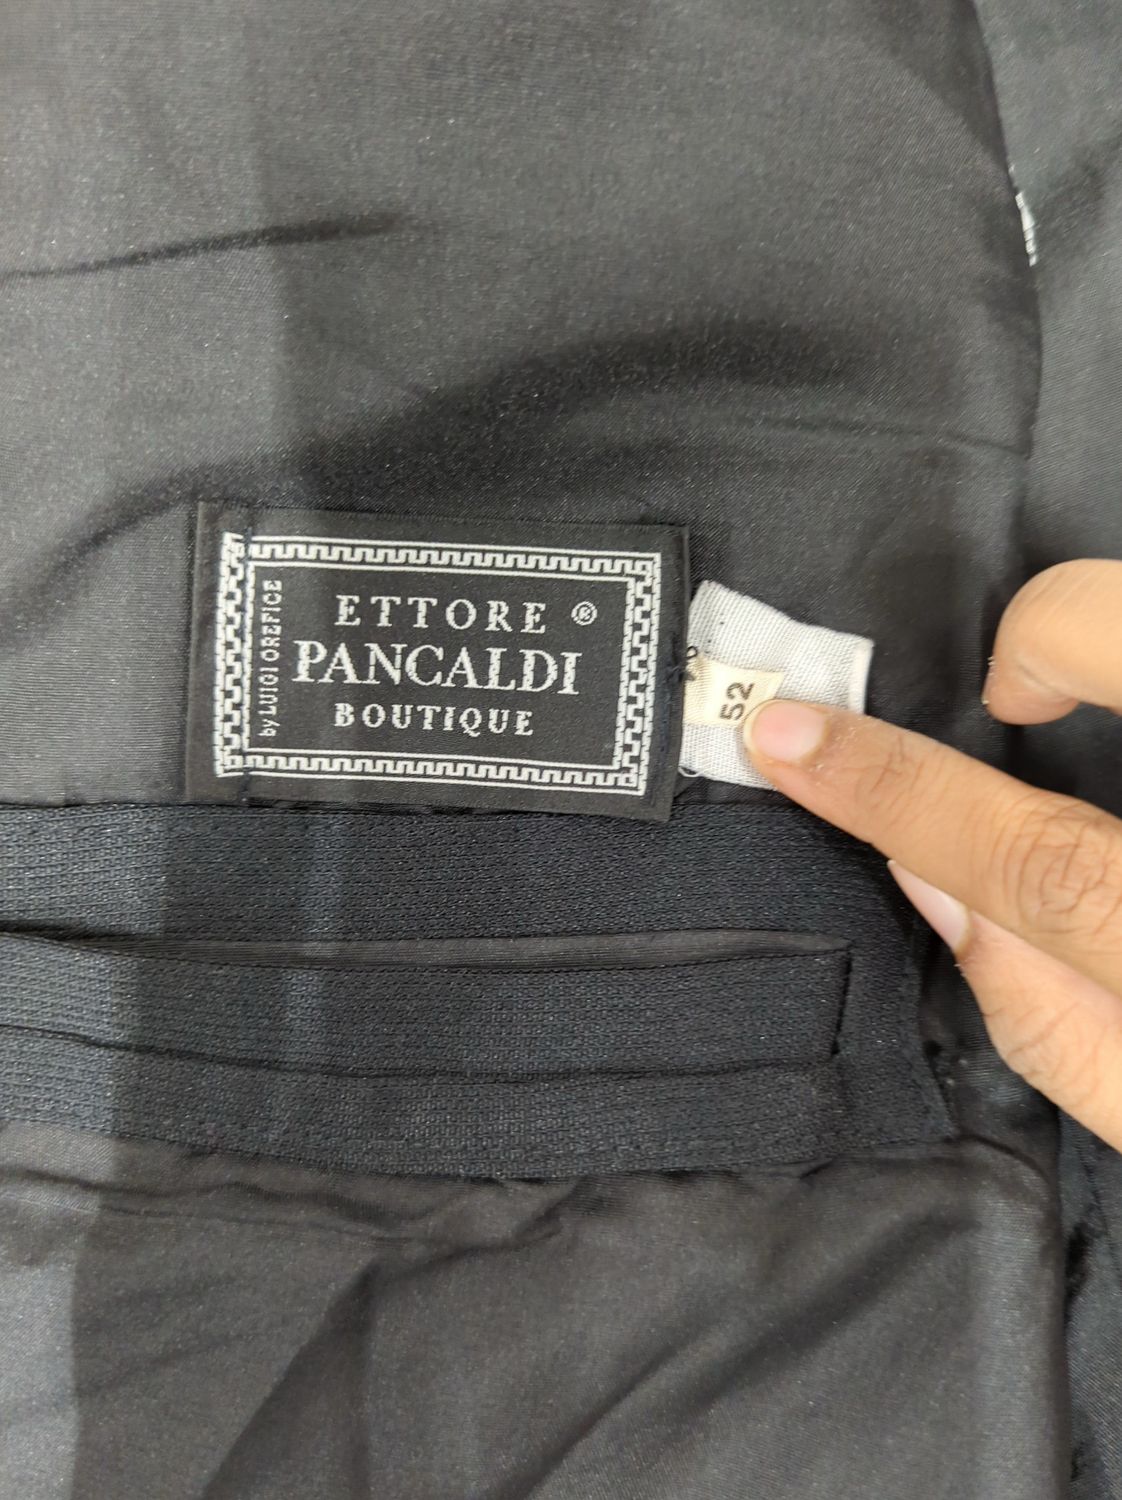 ETTORE ®
PANCALDI
BOUTIQUE
by LUIGI OREFICE
52